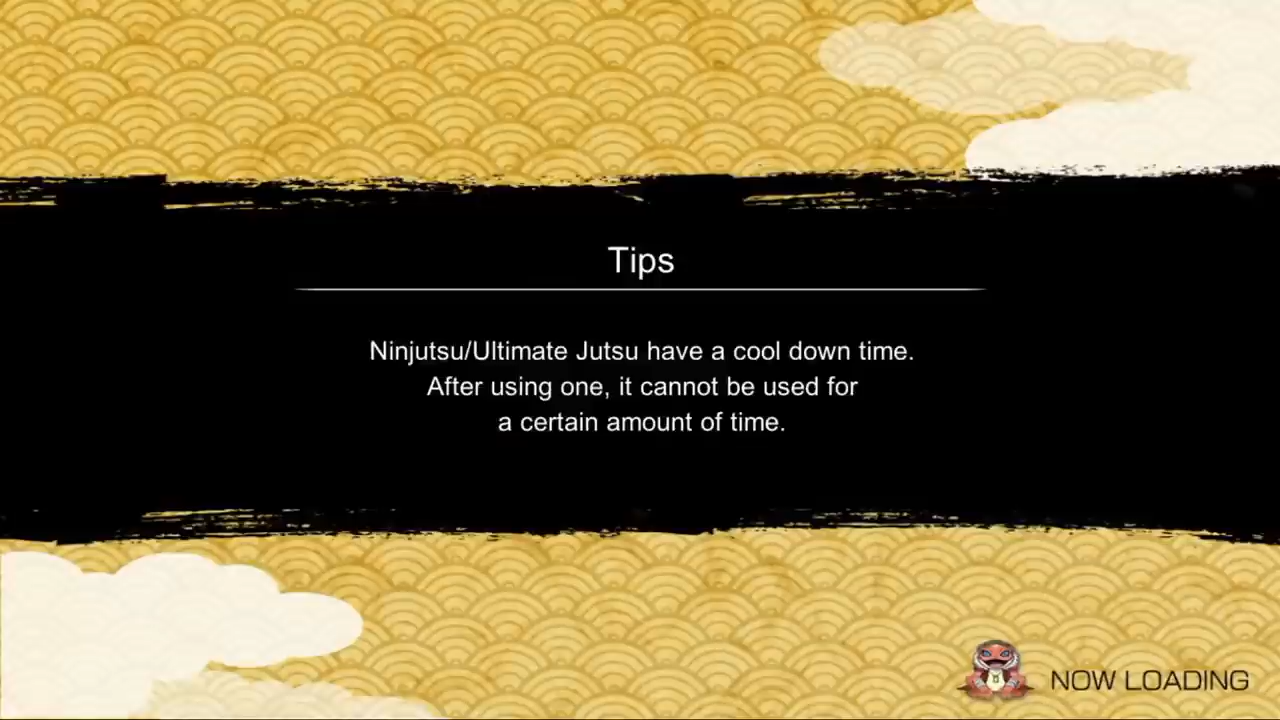 Tips
Ninjutsu/Ultimate Jutsu have a cool down time.
After using one, it cannot be used for
a certain amount of time.
NOW LOADING